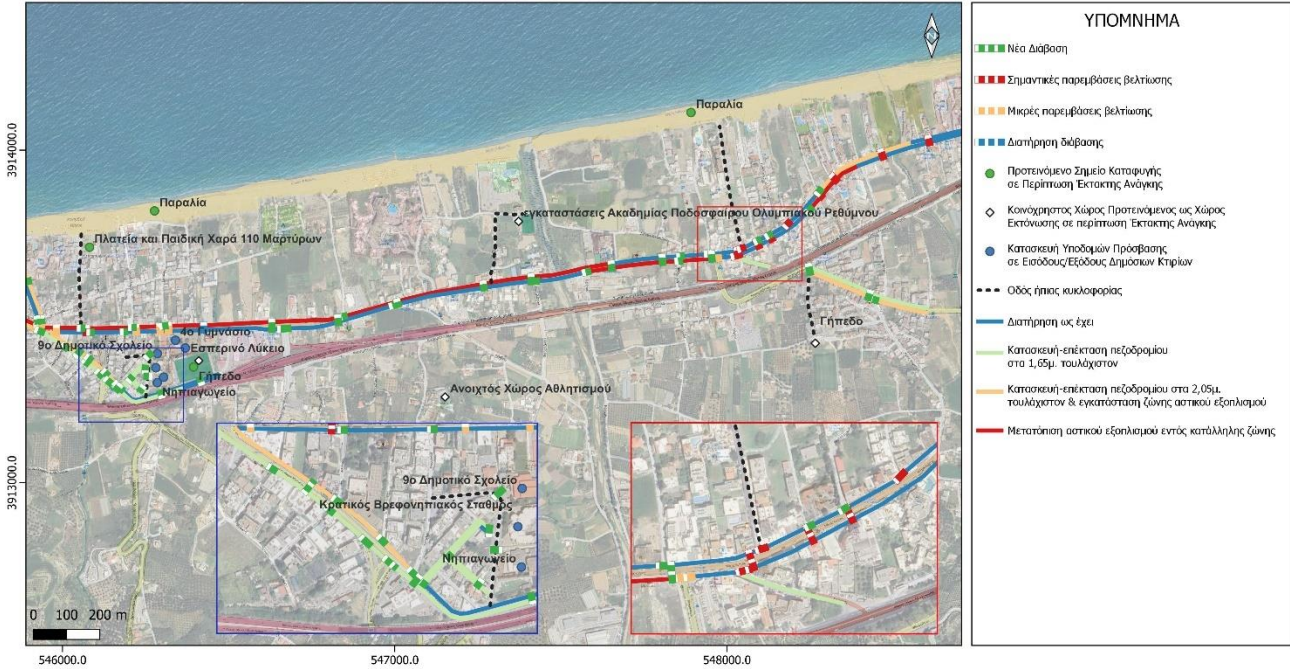 ΥΠΟΜΝΗΜΑ
Νέα Διάβαση
Σημαντικές παρεμβάσεις βελτίωσης
Μικρές παρεμβάσεις βελτίωσης
Διατήρηση διάβασης
Προτεινόμενο Σημείο Καταφυγής
σε Περίπτωση Έκτακτης Ανάγκης
Κοινόχρηστος Χώρος Προτεινόμενος ως Χώρος
Εκτόνωσης σε περίπτωση Έκτακτης Ανάγκης
Κατασκευή Υποδομών Πρόσβασης
σε Εισόδους/Εξόδους Δημόσιων Κτιρίων
Οδός ήπιας κυκλοφορίας
Διατήρηση ως έχει
Κατασκευή-επέκταση πεζοδρομίου
στα 1,65μ. τουλάχιστον
Κατασκευή-επέκταση πεζοδρομίου στα 2,05μ.
τουλάχιστον & εγκατάσταση ζώνης αστικού εξοπλισμού
Μετατόπιση αστικού εξοπλισμού εντός κατάλληλης ζώνης
Παραλία
3914000.0
Παραλία
εγκαταστάσεις Ακαδημίας Ποδοσφαίρου Ολυμπιακού Ρεθύμνου
Πλατεία και Παιδική Χαρά 110 Μαρτύρων
Γήπεδο
4ο Γυμνάσιο
9ο Δημοτικό Σχολείο
Εσπερινό Λύκειο
Γήπεδο
Νηπιαγωγείο
Ανοιχτός Χώρος Αθλητισμού
3913000.0
9ο Δημοτικό Σχολείο
Κρατικός Βρεφονηπιακός Σταθμός
Νηπιαγωγείο
0 100 200 m
546000.0
547000.0
548000.0